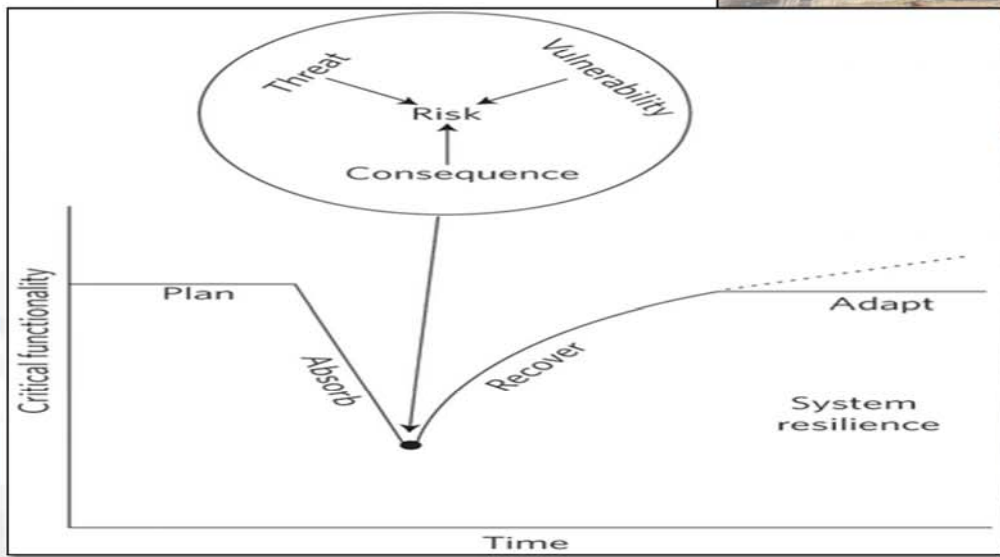 Threat
Vulnerability
Risk
Consequence
Critical functionality
Plan
Absorb
Recover
Adapt
System
resilience
Time